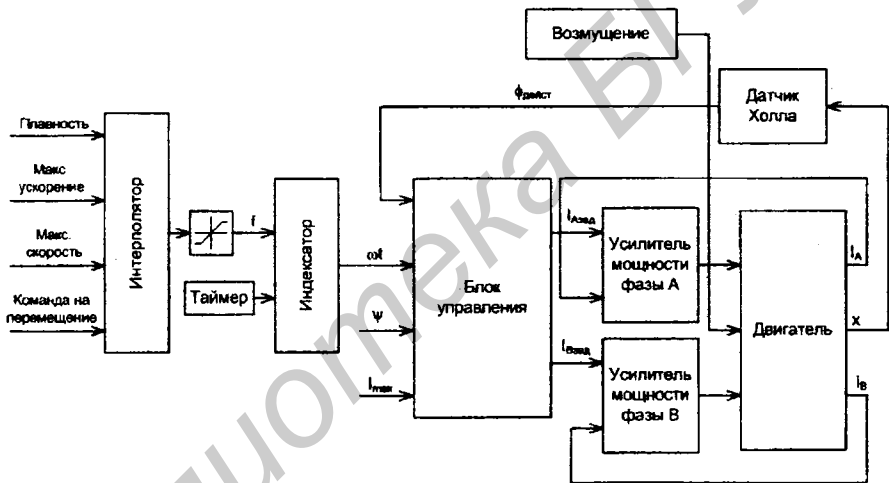 Возмущение
Датчик
Холла
ϕдейст
Плавность
Макс
ускорение
Макс.
скорость
Команда на
перемещение
Интерполятор
f
Таймер
Индексатор
ωt
Ψ
Imax
Блок
управления
IAзад
IBзад
Усилитель
мощности
фазы А
Усилитель
мощности
фазы В
Двигатель
IA
X
IB